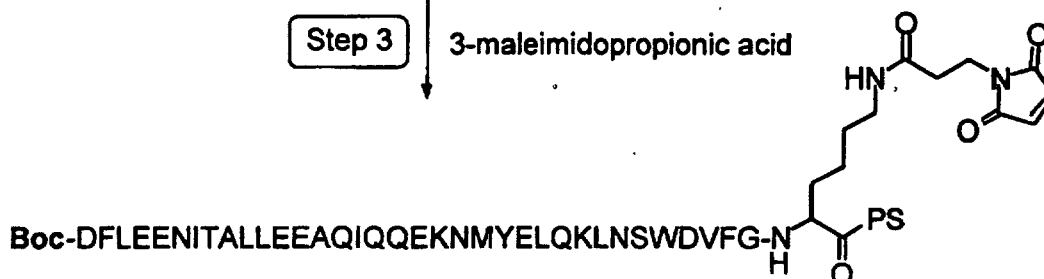 Step 3
3-maleimidopropionic acid
O
HN
N
O
O
Boc-DFLEENITALLEEAQIQQEKNMYELQKLNSWDVFG-N
H
PS
O